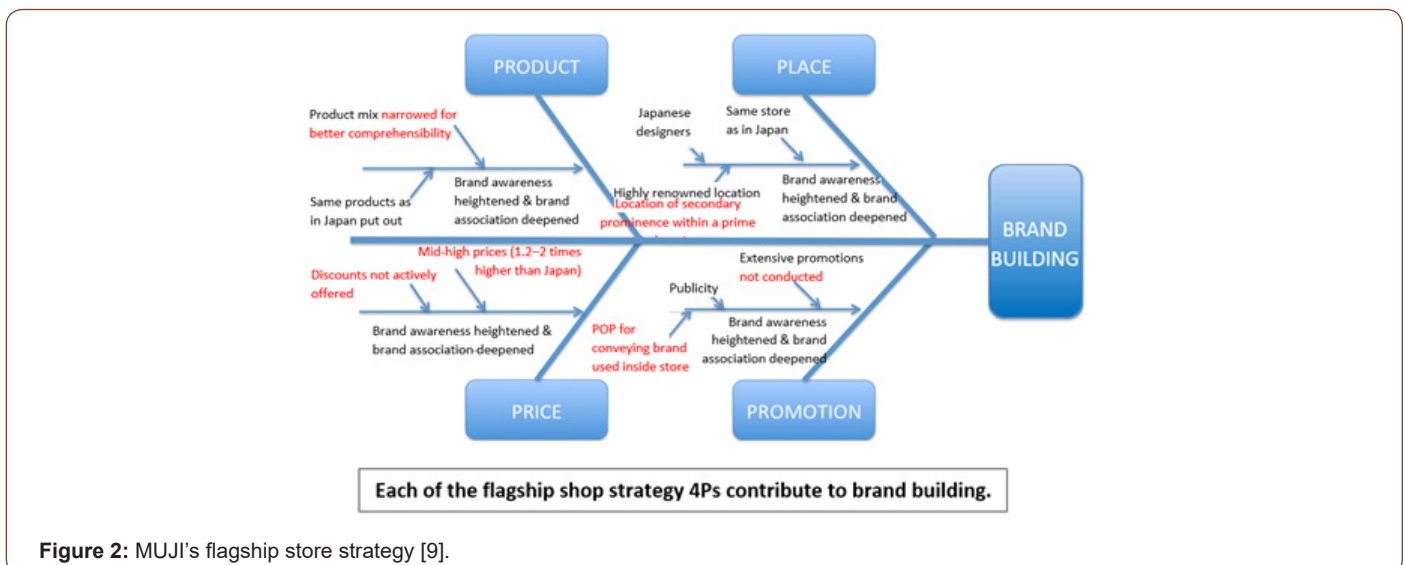 PRODUCT
PLACE
Product mix narrowed for
better comprehensibility
Same products as
in Japan put out
Brand awareness
heightened & brand
association deepened
Japanese
designers
Same store
as in Japan
Highly renowned location
Location of secondary
prominence within a prime
Brand awareness
heightened & brand
association deepened
BRAND
BUILDING
Mid-high prices (1.2–2 times
higher than Japan)
Discounts not actively
offered
Brand awareness heightened &
brand association deepened
Extensive promotions
not conducted
Publicity
POP for
conveying brand
used inside store
Brand awareness
heightened & brand
association deepened
PRICE
PROMOTION
Each of the flagship shop strategy 4Ps contribute to brand building.
Figure 2: MUJI's flagship store strategy [9].